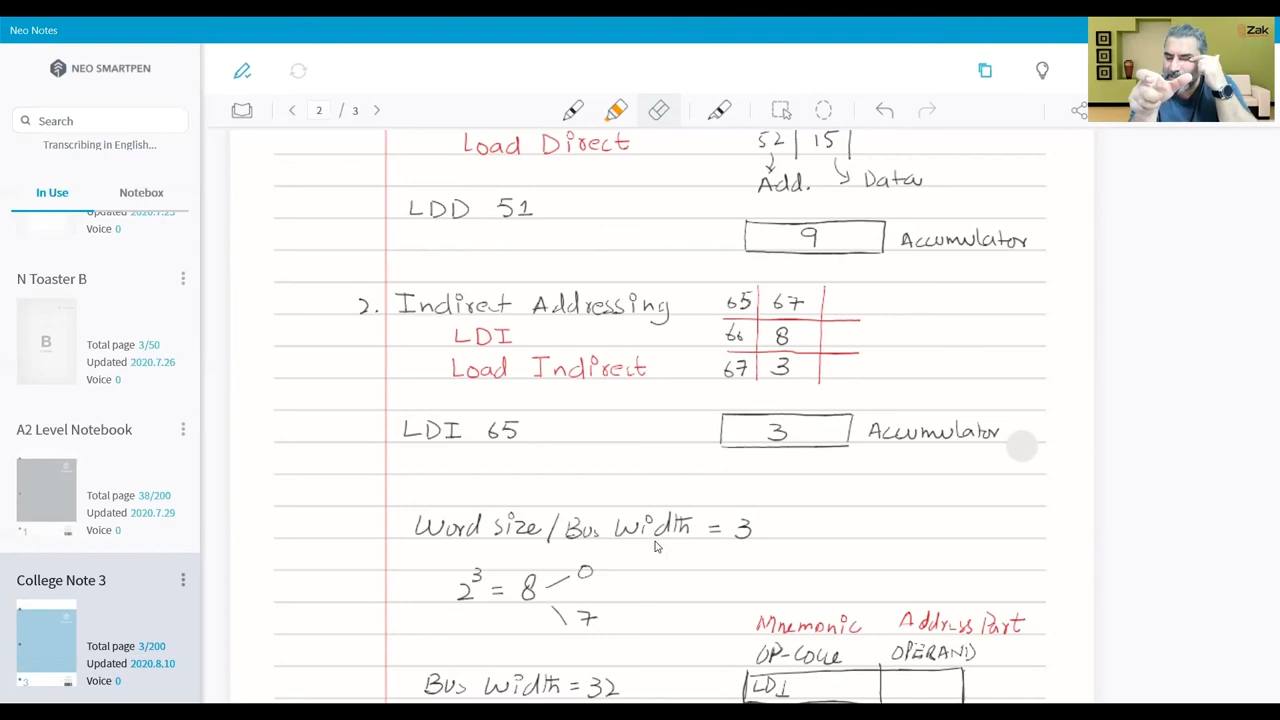 Neo Notes
Zak
NEO SMARTPEN
Search
Transcribing in English...
In Use
Notebox
Updated 2020.7.23
Voice 0
N Toaster B
B
Total page 3/50
Updated 2020.7.26
Voice 0
A2 Level Notebook
Total page 38/200
Updated 2020.7.29
Voice 0
College Note 3
Total page 3/200
Updated 2020.8.10
Voice 0
2 / 3
Load Direct
52 15
Add. Data
LDD 51
9 Accumulator
2. Indirect Addressing
LDI
Load Indirect
65 67
66 8
67 3
LDI 65
3 Accumulator
Word size/Bus Width = 3
2³ = 8 0
7
Mnemonic Address Part
OP-Code OPERAND
LDI
Bus Width = 32